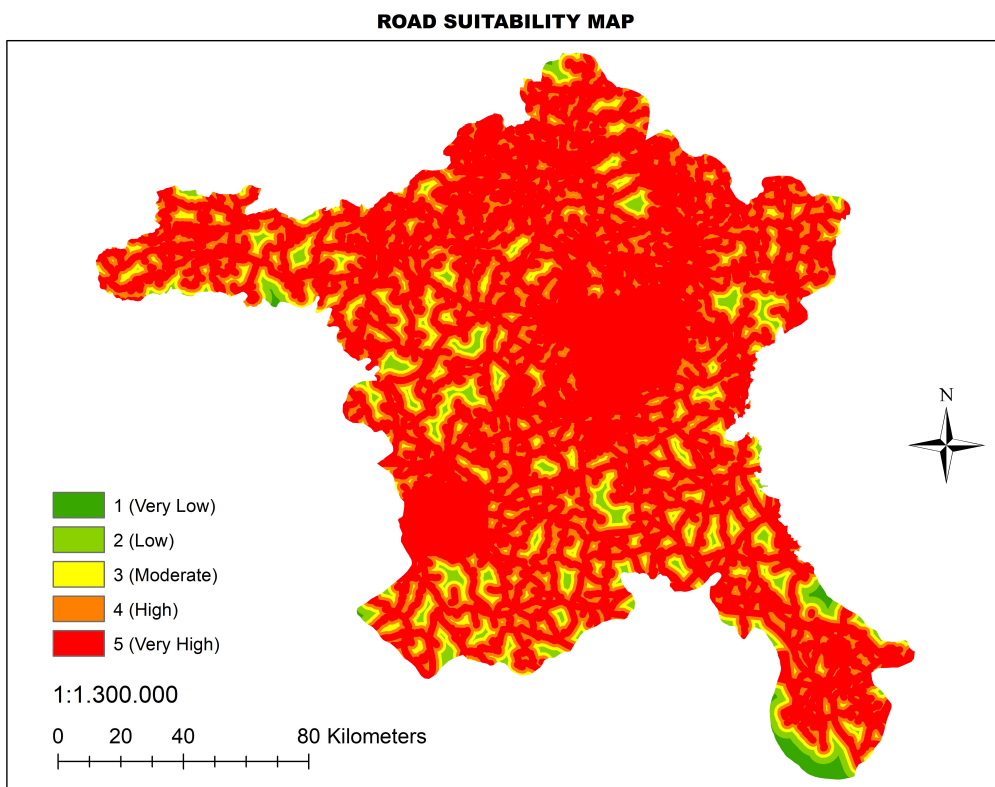 ROAD SUITABILITY MAP
N
1 (Very Low)
2 (Low)
3 (Moderate)
4 (High)
5 (Very High)
1:1.300.000
0 20 40 80 Kilometers